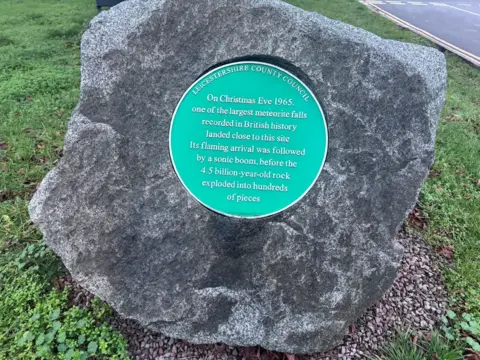 LEICESTERSHIRE COUNTY COUNCIL
On Christmas Eve 1965,
one of the largest meteorite falls
recorded in British history
landed close to this site
Its flaming arrival was followed
by a sonic boom, before the
4.5 billion-year-old rock
exploded into hundreds
of pieces